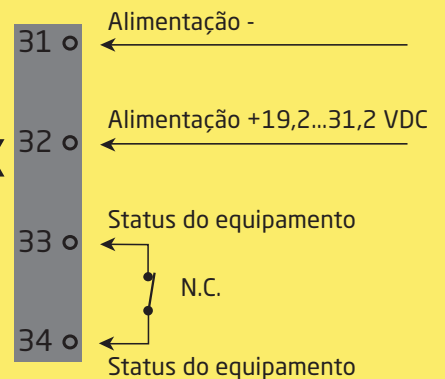 Alimentação -
31
Alimentação +19,2...31,2 VDC
32
Status do equipamento
33
N.C.
34
Status do equipamento